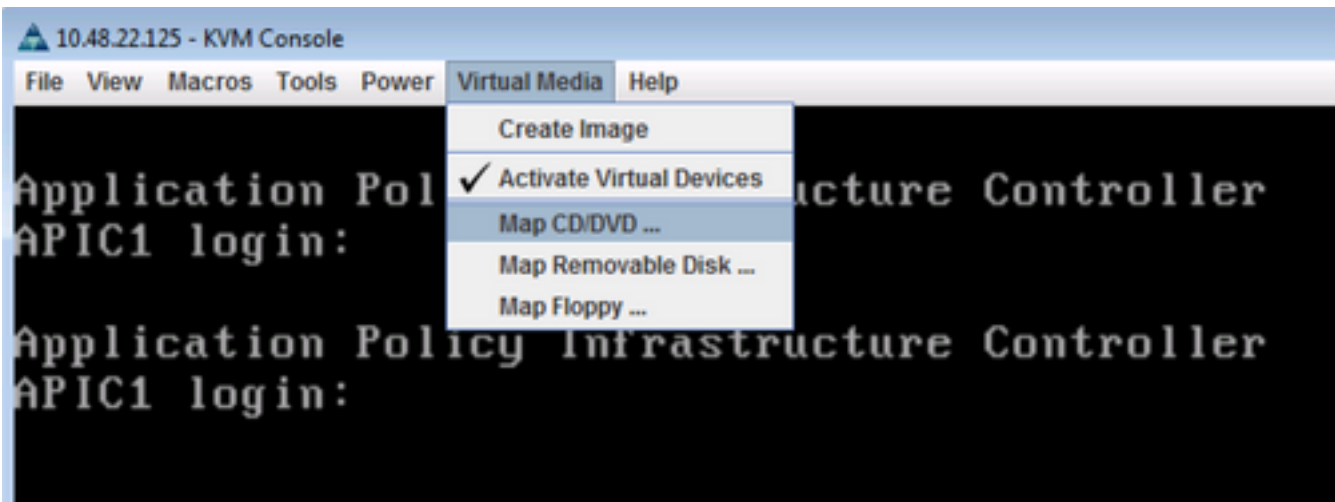 10.48.22.125 - KVM Console
File View Macros Tools Power Virtual Media Help
Create Image
Activate Virtual Devices
Map CD/DVD ...
Map Removable Disk ...
Map Floppy ...
Application Pol ucture Controller
APIC1 login:
Application Policy Infrastructure Controller
APIC1 login: